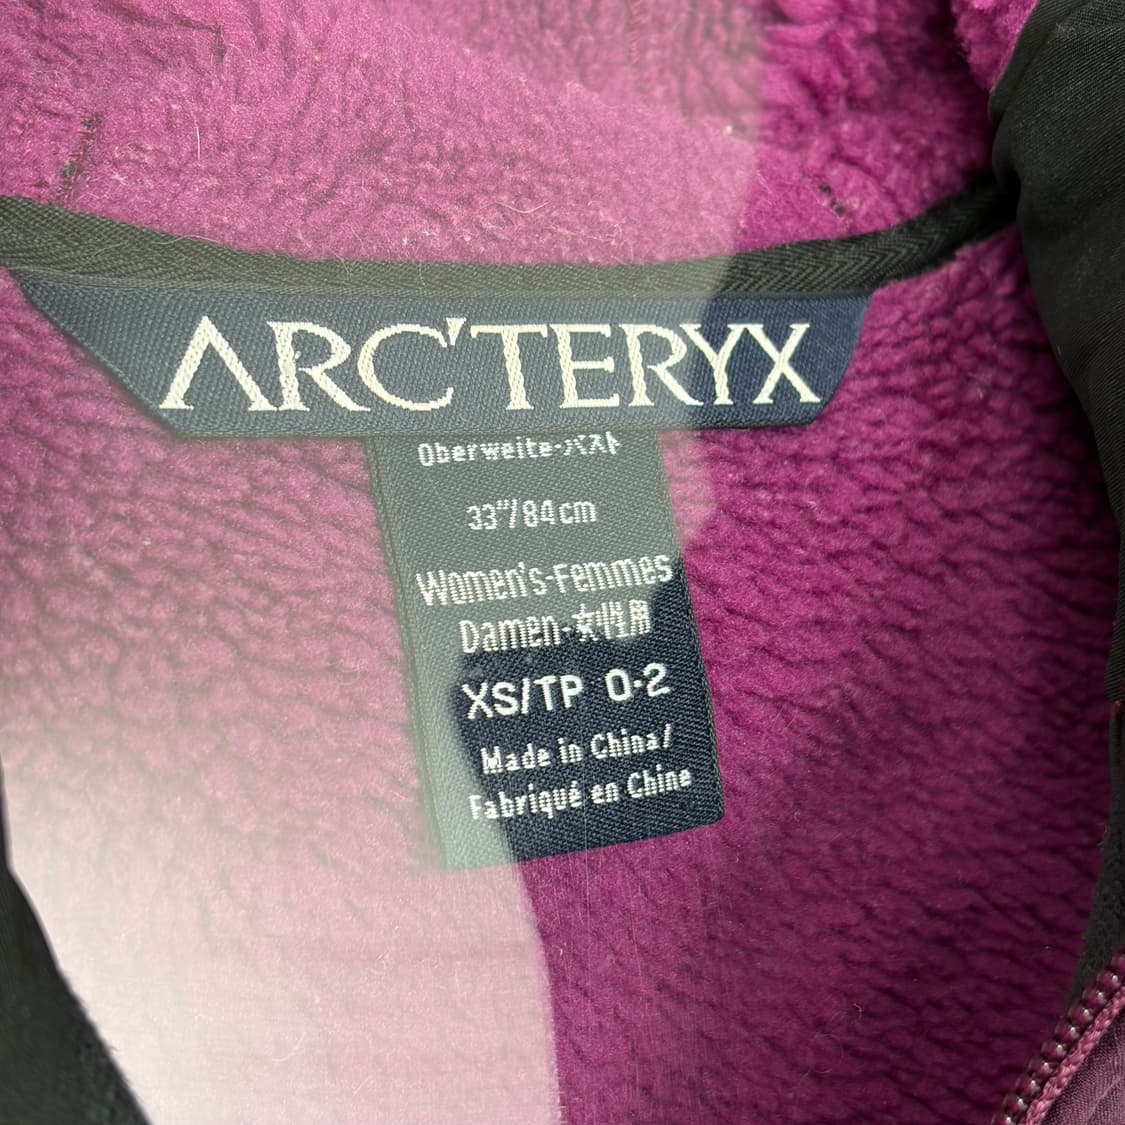 ARC'TERYX
Oberweite-バスト
33"/84cm
Women's-Femmes
Damen-女性用
XS/TP 0-2
Made in China/
Fabriqué en Chine